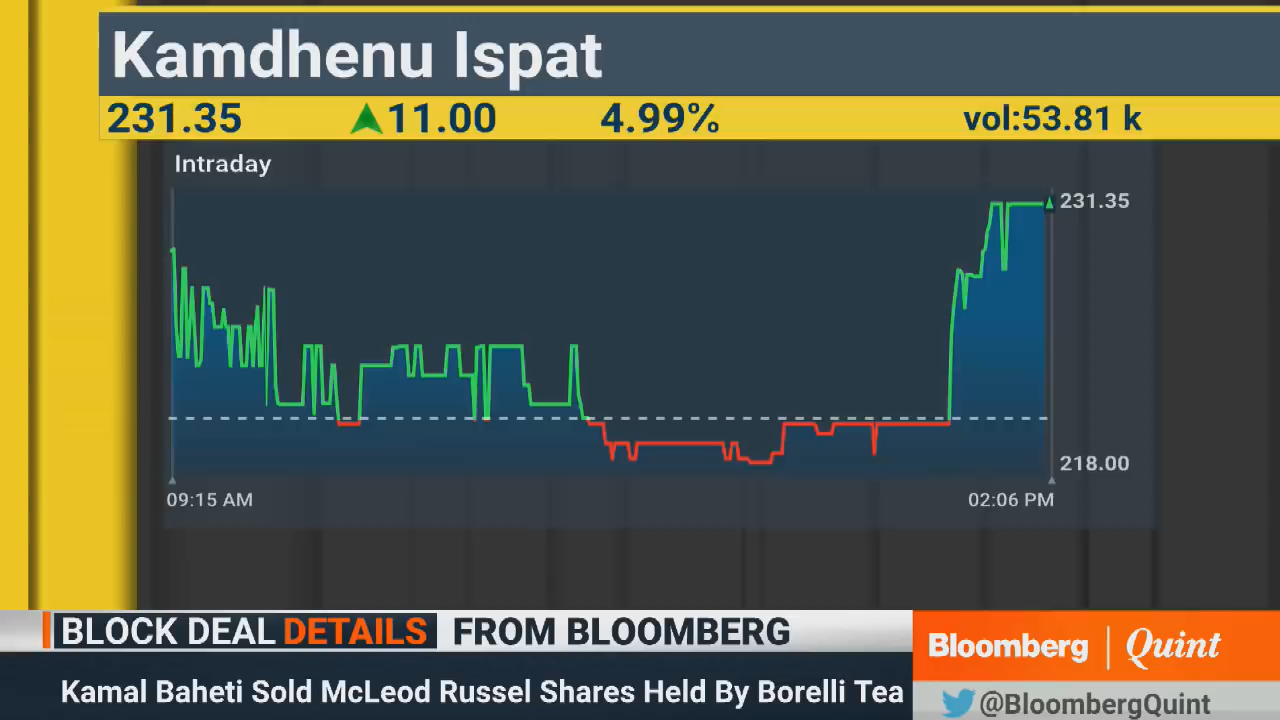 Kamdhenu Ispat
231.35 11.00 4.99% vol:53.81 k
Intraday
231.35
218.00
09:15 AM 02:06 PM
BLOCK DEAL DETAILS FROM BLOOMBERG
Bloomberg | Quint
Kamal Baheti Sold McLeod Russel Shares Held By Borelli Tea
@BloombergQuint